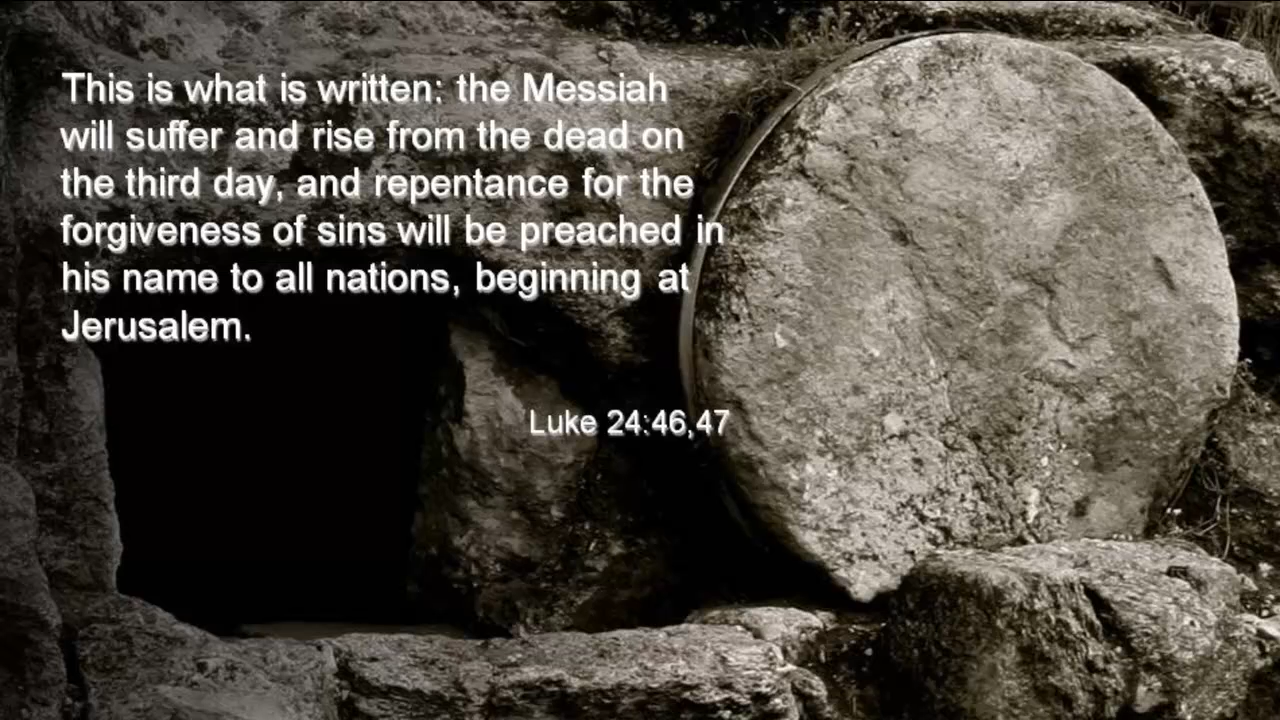 This is what is written: the Messiah
will suffer and rise from the dead on
the third day, and repentance for the
forgiveness of sins will be preached in
his name to all nations, beginning at
Jerusalem.
Luke 24:46,47